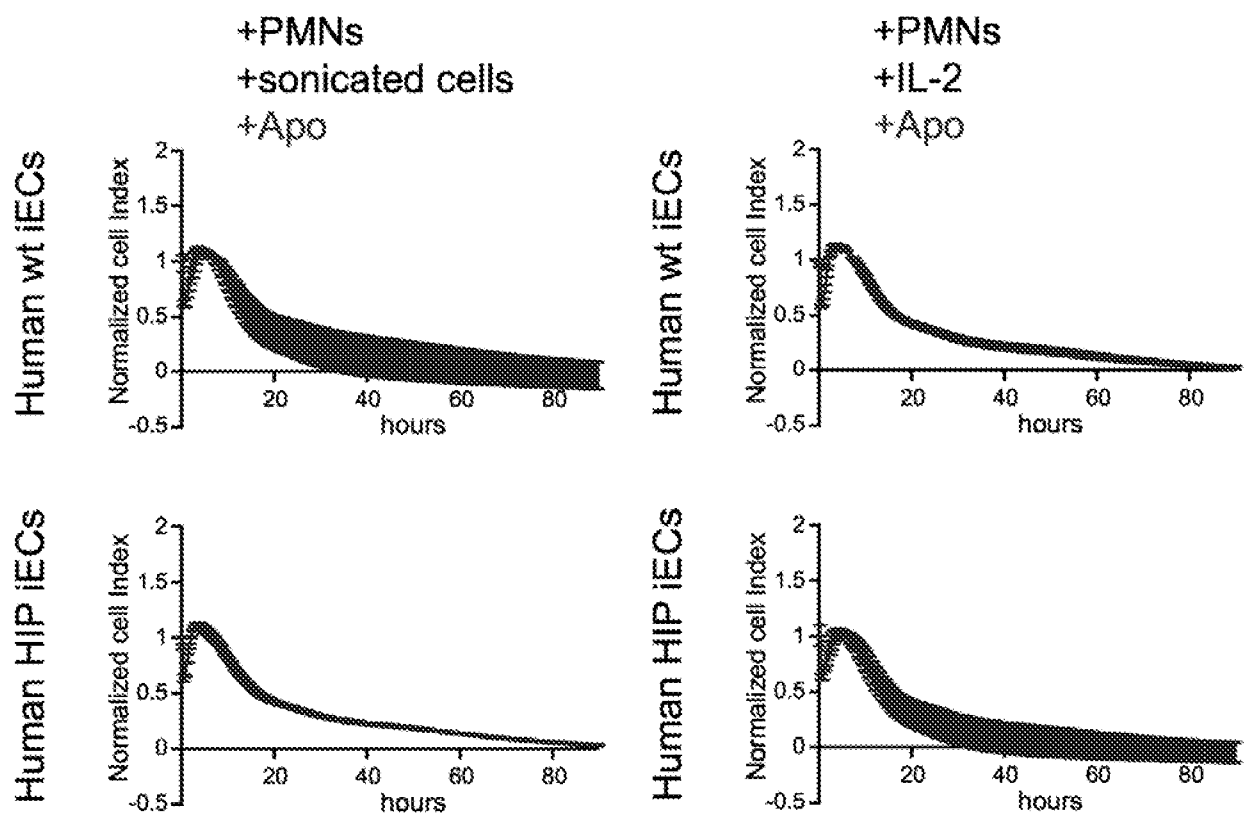 +PMNs
+sonicated cells
+Apo
+PMNs
+IL-2
+Apo
Human wt iECs
Normalized cell Index
2
1.5
1
0.5
0
-0.5
20
40
60
80
hours
Human wt iECs
Normalized cell Index
2
1.5
1
0.5
0
-0.5
20
40
60
80
hours
Human HIP iECs
Normalized cell Index
2
1.5
1
0.5
0
-0.5
20
40
60
80
hours
Human HIP iECs
Normalized cell Index
2
1.5
1
0.5
0
-0.5
20
40
60
80
hours